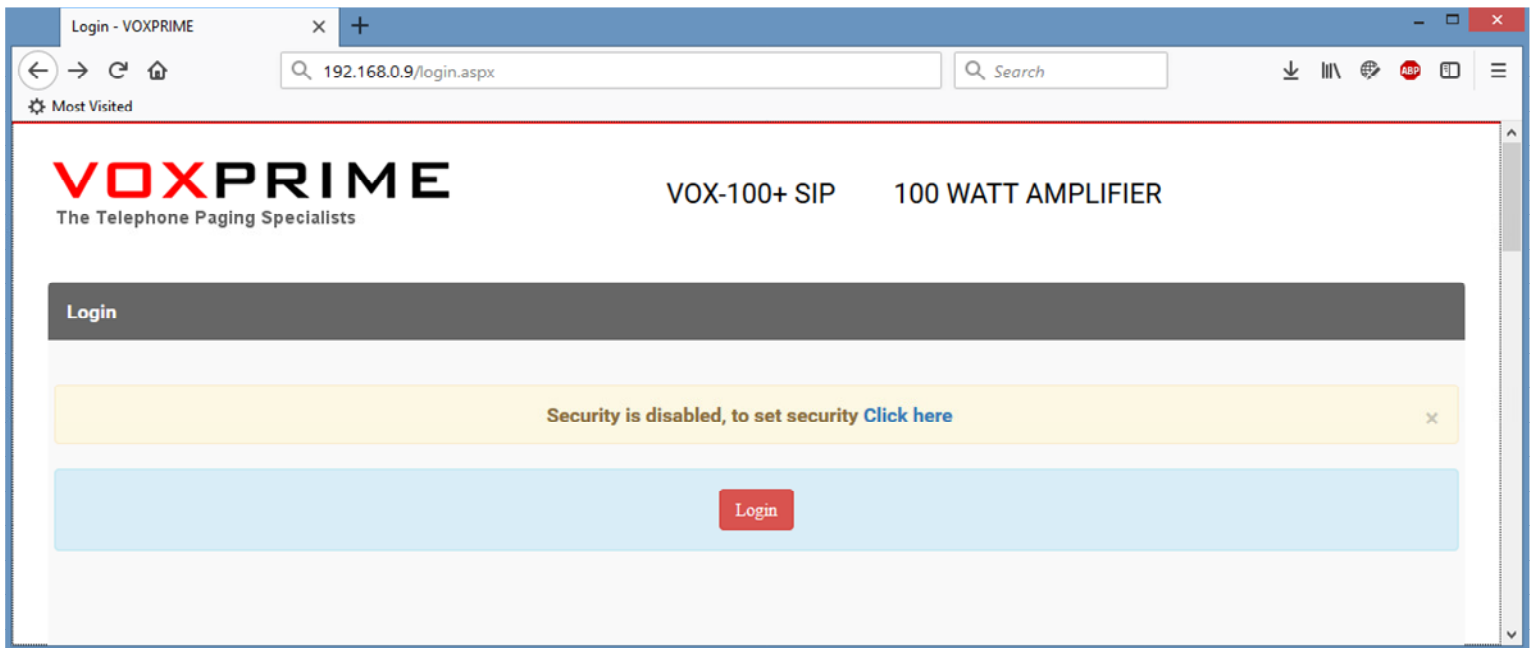 Login - VOXPRIME
192.168.0.9/login.aspx
Search
ABP
Most Visited
VOXPRIME
The Telephone Paging Specialists
VOX-100+ SIP 100 WATT AMPLIFIER
Login
Security is disabled, to set security Click here
Login